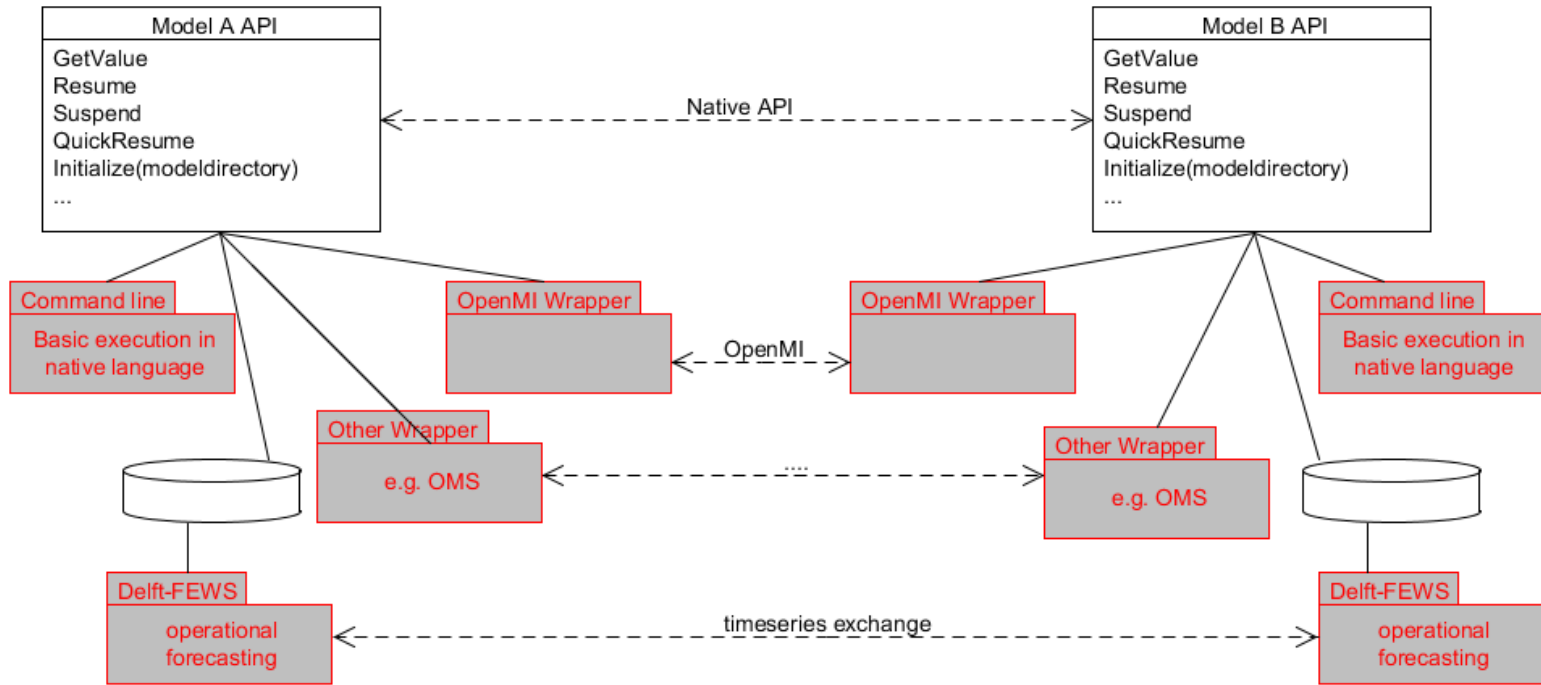 Model A API
GetValue
Resume
Suspend
QuickResume
Initialize(modeldirectory)
...
Native API
Model B API
GetValue
Resume
Suspend
QuickResume
Initialize(modeldirectory)
...
Command line
Basic execution in
native language
OpenMI Wrapper
OpenMI
OpenMI Wrapper
Command line
Basic execution in
native language
Other Wrapper
e.g. OMS
....
Other Wrapper
e.g. OMS
Delft-FEWS
operational
forecasting
timeseries exchange
Delft-FEWS
operational
forecasting